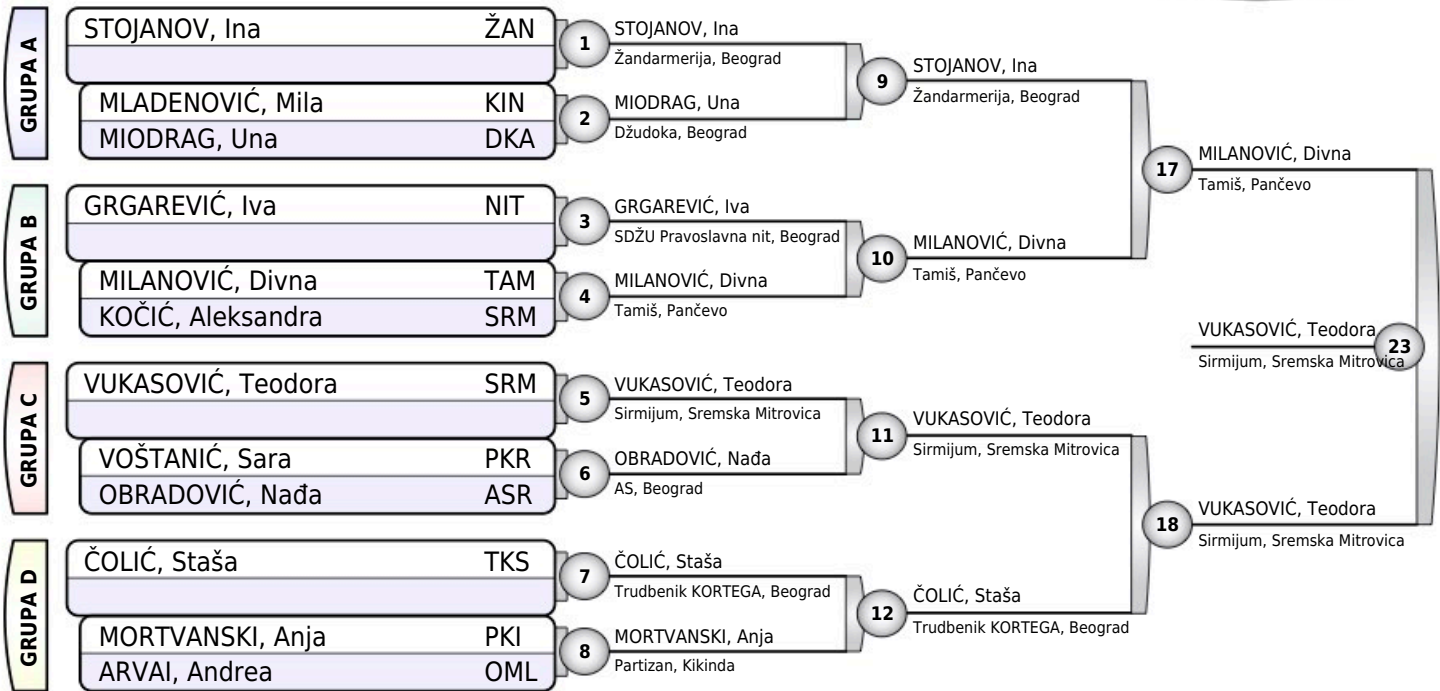 GRUPA A
STOJANOV, Ina ŽAN
MLADENOVIĆ, Mila KIN
MIODRAG, Una DKA
GRUPA B
GRGAREVIĆ, Iva NIT
MILANOVIĆ, Divna TAM
KOČIĆ, Aleksandra SRM
GRUPA C
VUKASOVIĆ, Teodora SRM
VOŠTANIĆ, Sara PKR
OBRADOVIĆ, Nađa ASR
GRUPA D
ČOLIĆ, Staša TKS
MORTVANSKI, Anja PKI
ARVAI, Andrea OML
1
STOJANOV, Ina
Žandarmerija, Beograd
2
MIODRAG, Una
Džudoka, Beograd
3
GRGAREVIĆ, Iva
SDŽU Pravoslavna nit, Beograd
4
MILANOVIĆ, Divna
Tamiš, Pančevo
5
VUKASOVIĆ, Teodora
Sirmijum, Sremska Mitrovica
6
OBRADOVIĆ, Nađa
AS, Beograd
7
ČOLIĆ, Staša
Trudbenik KORTEGA, Beograd
8
MORTVANSKI, Anja
Partizan, Kikinda
9
STOJANOV, Ina
Žandarmerija, Beograd
10
MILANOVIĆ, Divna
Tamiš, Pančevo
11
VUKASOVIĆ, Teodora
Sirmijum, Sremska Mitrovica
12
ČOLIĆ, Staša
Trudbenik KORTEGA, Beograd
17
MILANOVIĆ, Divna
Tamiš, Pančevo
18
VUKASOVIĆ, Teodora
Sirmijum, Sremska Mitrovica
VUKASOVIĆ, Teodora
23
Sirmijum, Sremska Mitrovica